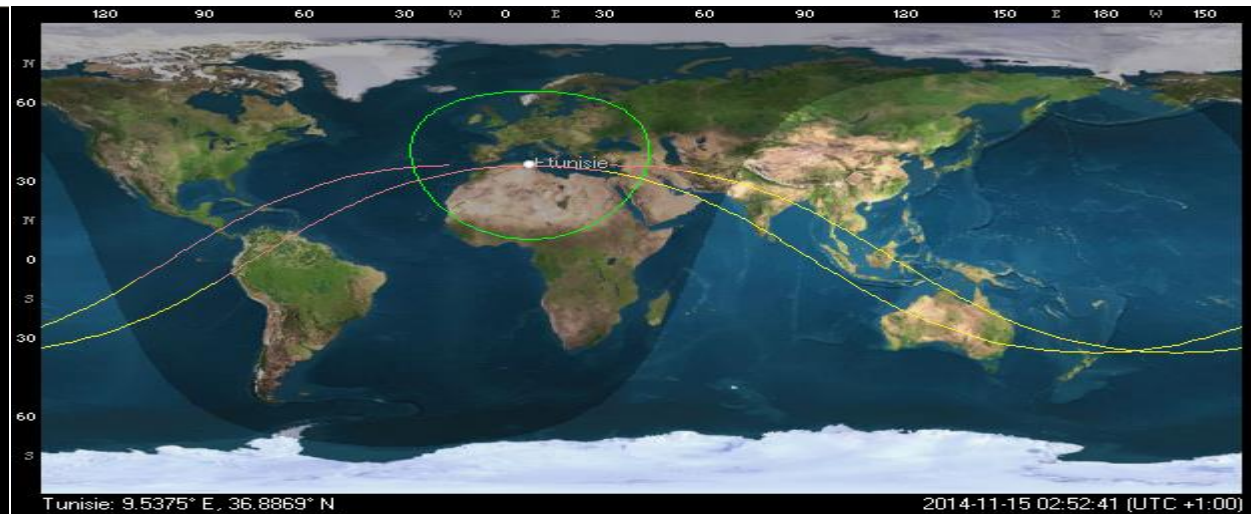 120 90 60 30 W 0 E 30 60 90 120 150 E 180 W 150
N
60
30
N
0
S
30
60
S
Tunisie
Tunisie: 9.5375° E, 36.8869° N
2014-11-15 02:52:41 (UTC +1:00)